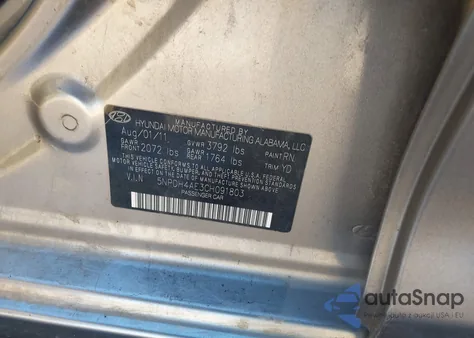 MANUFACTURED BY
HYUNDAI MOTOR MANUFACTURING ALABAMA, LLC
Aug/01/11 GVWR 3792 lbs PAINT RN
GAWR FRONT 2072 lbs GAWR REAR 1764 lbs TRIM YD
THIS VEHICLE CONFORMS TO ALL APPLICABLE U.S.A. FEDERAL
MOTOR VEHICLE SAFETY, BUMPER, AND THEFT PREVENTION STANDARDS
IN EFFECT ON THE DATE OF MANUFACTURE SHOWN ABOVE.
V.I.N 5NPDH4AE3CH091803
PASSENGER CAR
autoSnap